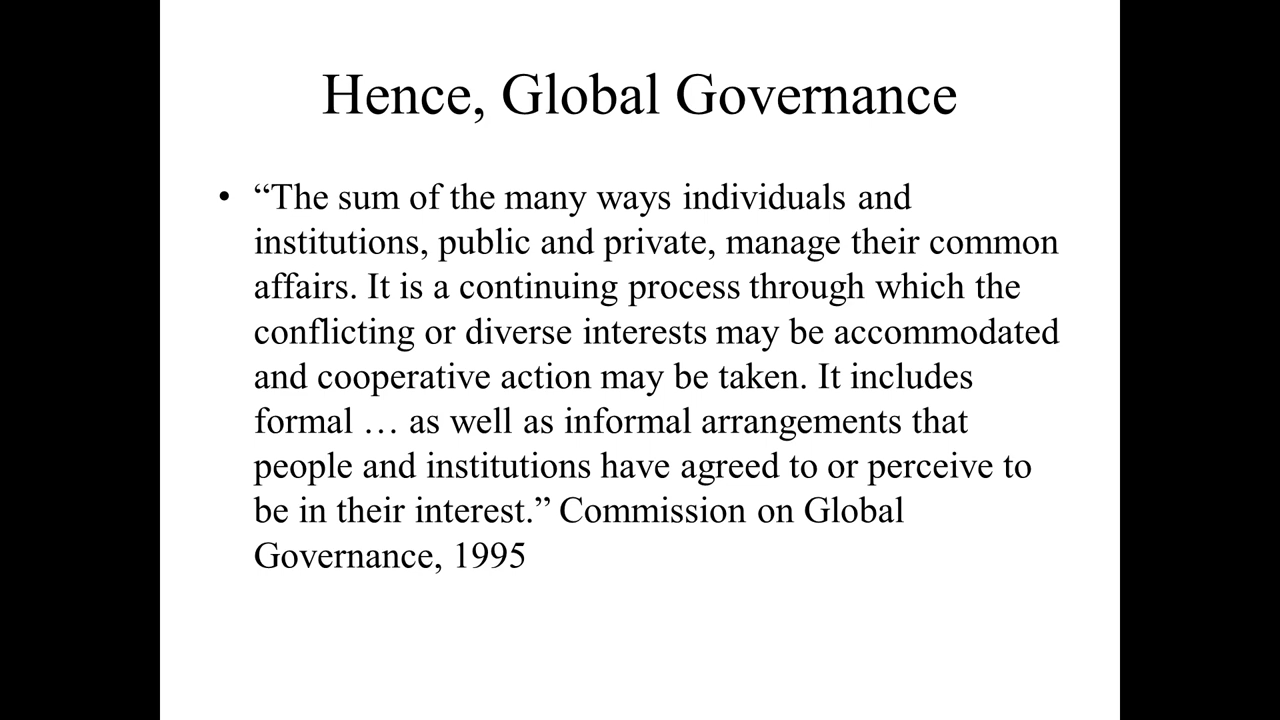 Hence, Global Governance
• “The sum of the many ways individuals and
institutions, public and private, manage their common
affairs. It is a continuing process through which the
conflicting or diverse interests may be accommodated
and cooperative action may be taken. It includes
formal … as well as informal arrangements that
people and institutions have agreed to or perceive to
be in their interest.” Commission on Global
Governance, 1995